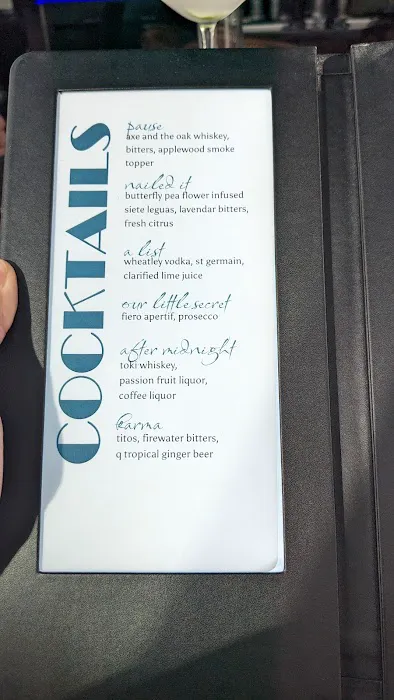 COCKTAILS
pause
axe and the oak whiskey,
bitters, applewood smoke
topper
nailed it
butterfly pea flower infused
siete leguas, lavendar bitters,
fresh citrus
a list
wheatley vodka, st germain,
clarified lime juice
our little secret
fiero apertif, prosecco
after midnight
toki whiskey,
passion fruit liquor,
coffee liquor
karma
titos, firewater bitters,
q tropical ginger beer